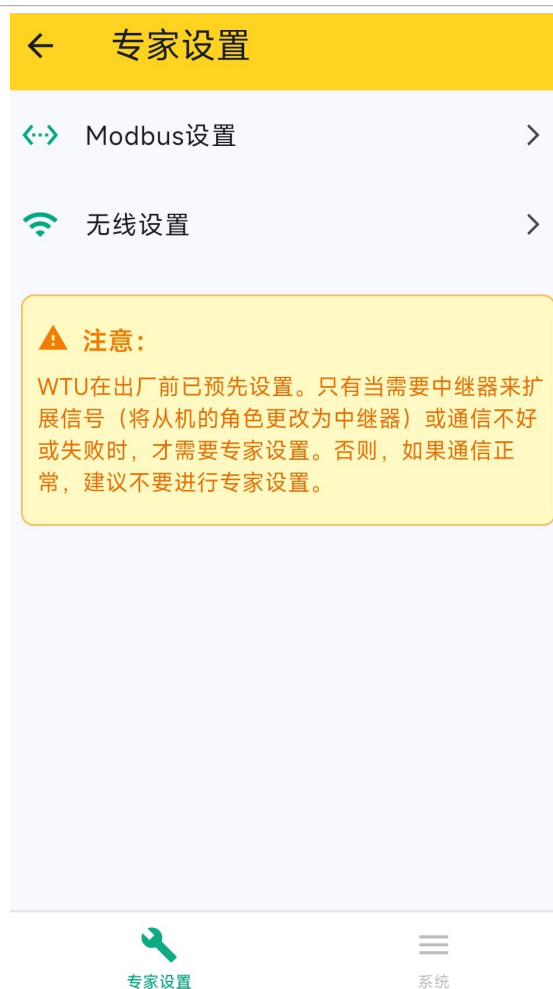 专家设置
Modbus设置
无线设置
注意：
WTU在出厂前已预先设置。只有当需要中继器来扩
展信号（将从机的角色更改为中继器）或通信不好
或失败时，才需要专家设置。否则，如果通信正
常，建议不要进行专家设置。
专家设置
系统